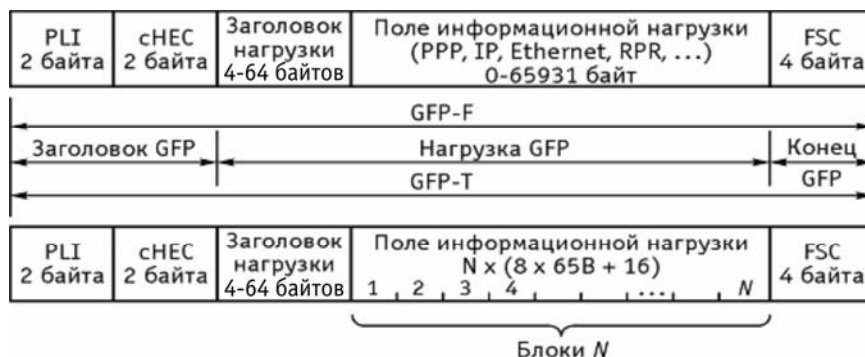 PLI
2 байта
cHEC
2 байта
Заголовок
нагрузки
4-64 байтов
Поле информационной нагрузки
(PPP, IP, Ethernet, RPR, ...)
0-65931 байт
FSC
4 байта
GFP-F
Заголовок GFP
Нагрузка GFP
Конец
GFP
GFP-T
PLI
2 байта
cHEC
2 байта
Заголовок
нагрузки
4-64 байтов
Поле информационной нагрузки
N x (8 x 65B + 16)
1 2 3 4 ... N
FSC
4 байта
Блоки N